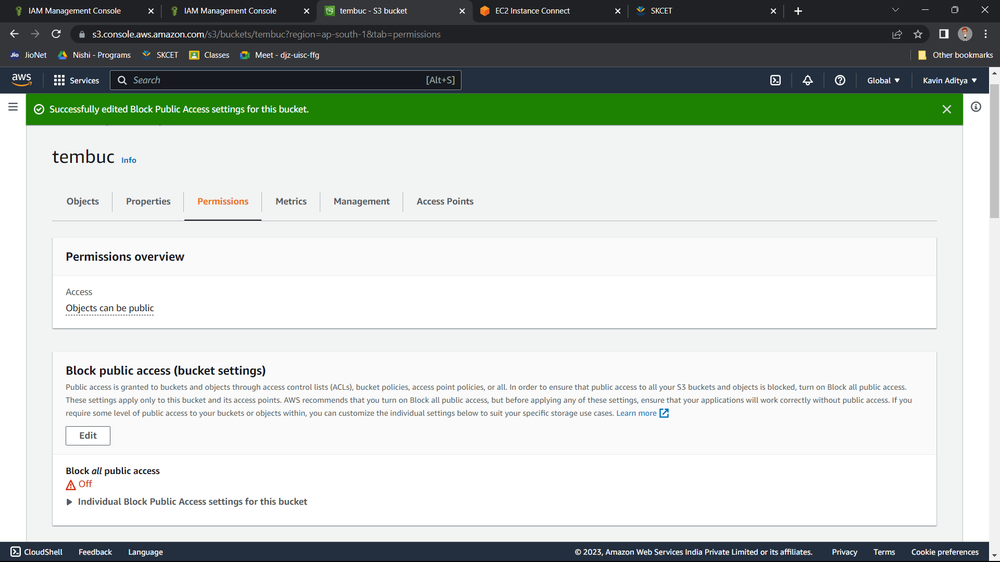 IAM Management Console
IAM Management Console
tembuc - S3 bucket
EC2 Instance Connect
SKCET
s3.console.aws.amazon.com/s3/buckets/tembuc?region=ap-south-1&tab=permissions
Jio JioNet
Nishi - Programs
SKCET
Classes
Meet - djz-uisc-ffg
Other bookmarks
aws
Services
Search
[Alt+S]
Global
Kavin Aditya
Successfully edited Block Public Access settings for this bucket.
tembuc Info
Objects
Properties
Permissions
Metrics
Management
Access Points
Permissions overview
Access
Objects can be public
Block public access (bucket settings)
Public access is granted to buckets and objects through access control lists (ACLs), bucket policies, access point policies, or all. In order to ensure that public access to all your S3 buckets and objects is blocked, turn on Block all public access.
These settings apply only to this bucket and its access points. AWS recommends that you turn on Block all public access, but before applying any of these settings, ensure that your applications will work correctly without public access. If you
require some level of public access to your buckets or objects within, you can customize the individual settings below to suit your specific storage use cases. Learn more
Edit
Block all public access
Off
Individual Block Public Access settings for this bucket
CloudShell
Feedback
Language
© 2023, Amazon Web Services India Private Limited or its affiliates.
Privacy
Terms
Cookie preferences